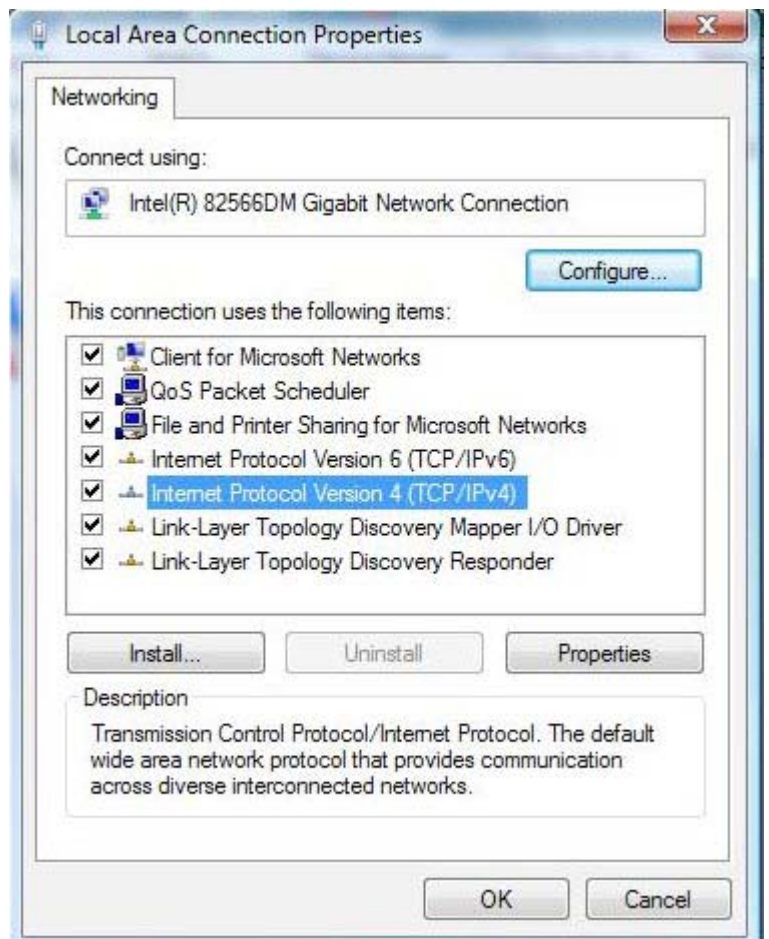 Local Area Connection Properties
Networking
Connect using:
Intel(R) 82566DM Gigabit Network Connection
Configure...
This connection uses the following items:
Client for Microsoft Networks
QoS Packet Scheduler
File and Printer Sharing for Microsoft Networks
Internet Protocol Version 6 (TCP/IPv6)
Internet Protocol Version 4 (TCP/IPv4)
Link-Layer Topology Discovery Mapper I/O Driver
Link-Layer Topology Discovery Responder
Install... Uninstall Properties
Description
Transmission Control Protocol/Internet Protocol. The default
wide area network protocol that provides communication
across diverse interconnected networks.
OK Cancel